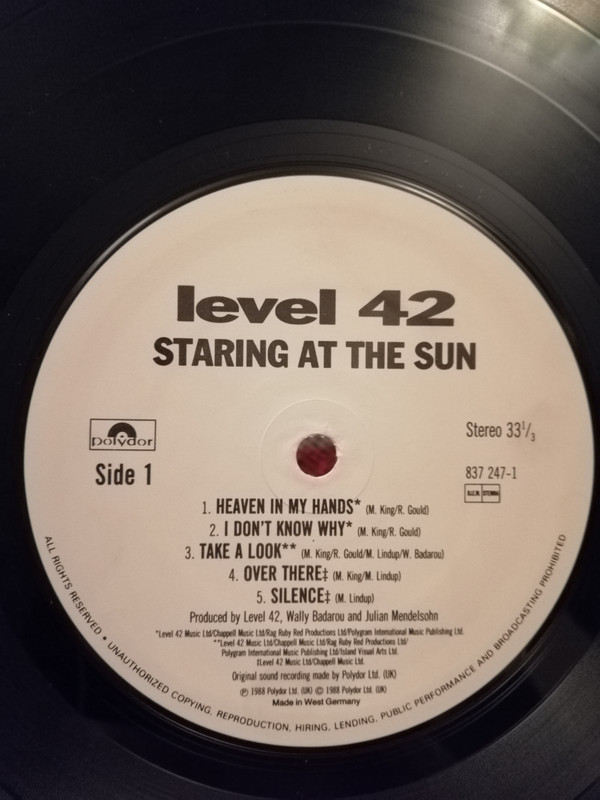 level 42
STARING AT THE SUN
polydor
Side 1
Stereo 33 1/3
837 247-1
B.I.E.M. STEMRA
1. HEAVEN IN MY HANDS* (M. King/R. Gould)
2. I DON'T KNOW WHY* (M. King/R. Gould)
3. TAKE A LOOK** (M. King/R. Gould/M. Lindup/W. Badarou)
4. OVER THERE‡ (M. King/M. Lindup)
5. SILENCE‡ (M. Lindup)
Produced by Level 42, Wally Badarou and Julian Mendelsohn
*Level 42 Music Ltd/Chappell Music Ltd/Rag Ruby Red Productions Ltd/Polygram International Music Publishing Ltd.
**Level 42 Music Ltd/Chappell Music Ltd/Rag Ruby Red Productions Ltd/
Polygram International Music Publishing Ltd/Island Visual Arts Ltd.
‡Level 42 Music Ltd/Chappell Music Ltd.
Original sound recording made by Polydor Ltd. (UK)
℗ 1988 Polydor Ltd. (UK) © 1988 Polydor Ltd. (UK)
Made in West Germany
ALL RIGHTS RESERVED • UNAUTHORIZED COPYING, REPRODUCTION, HIRING, LENDING, PUBLIC PERFORMANCE AND BROADCASTING PROHIBITED